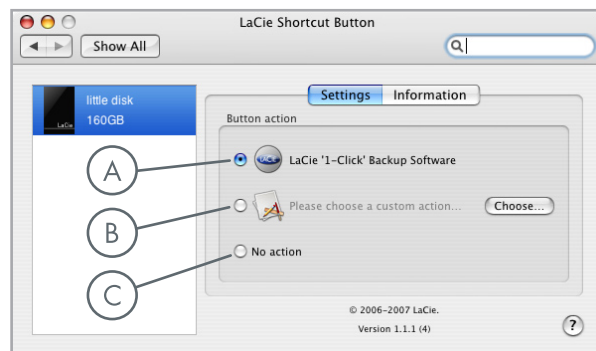 LaCie Shortcut Button
Show All
little disk
160GB
LaCie
Settings Information
Button action
A
LaCie '1-Click' Backup Software
B
Please choose a custom action... Choose...
C
No action
© 2006-2007 LaCie.
Version 1.1.1 (4)
?